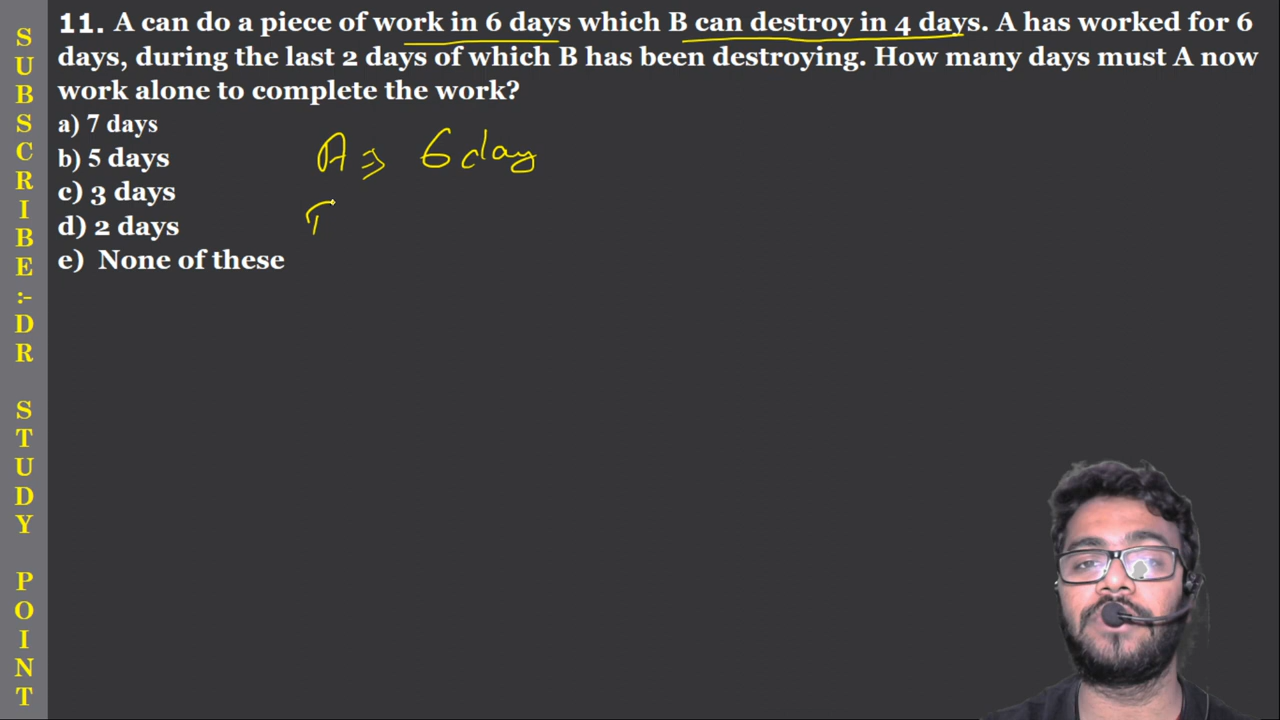 11. A can do a piece of work in 6 days which B can destroy in 4 days. A has worked for 6
days, during the last 2 days of which B has been destroying. How many days must A now
work alone to complete the work?
a) 7 days
b) 5 days
c) 3 days
d) 2 days
e) None of these
A ⇒ 6 day
SUBSCRIBE :- DR STUDY POINT